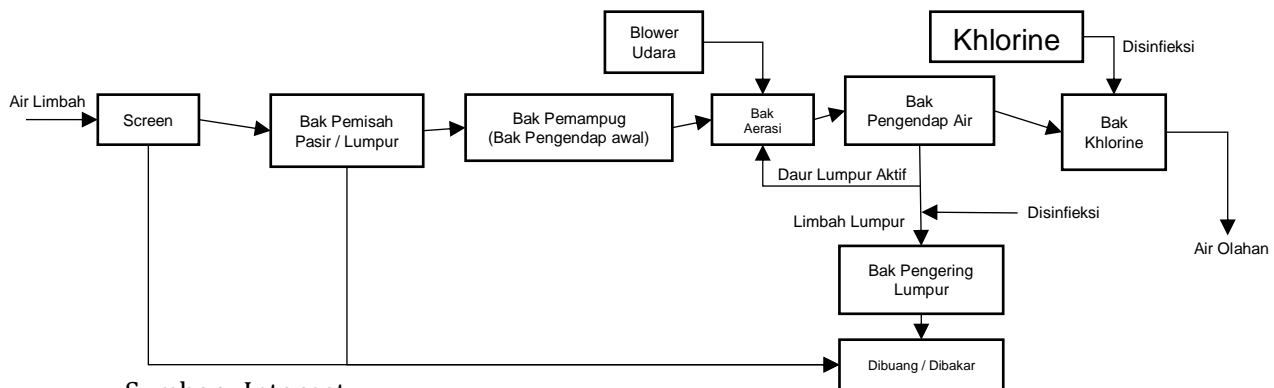 Blower
Udara
Khlorine
Disinfieksi
Air Limbah
Screen
Bak Pemisah
Pasir / Lumpur
Bak Pemampug
(Bak Pengendap awal)
Bak
Aerasi
Bak
Pengendap Air
Bak
Khlorine
Daur Lumpur Aktif
Limbah Lumpur
Disinfieksi
Air Olahan
Bak Pengering
Lumpur
Dibuang / Dibakar